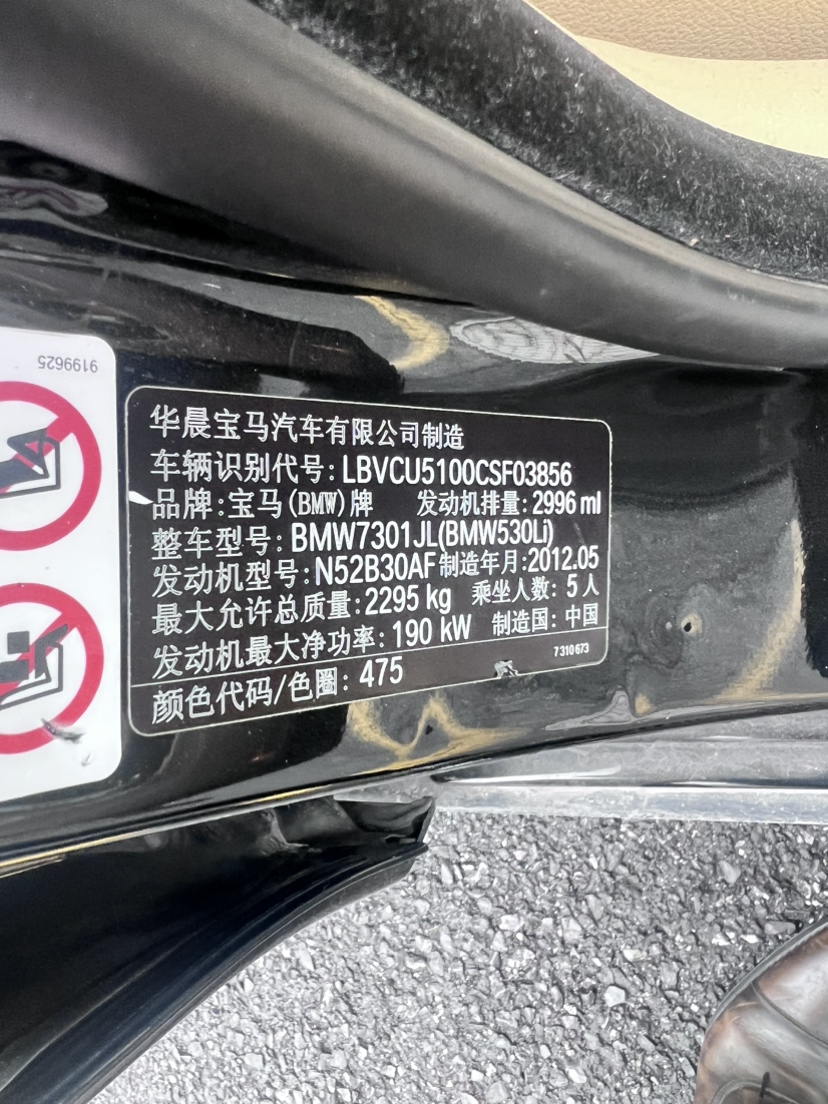 9199625
华晨宝马汽车有限公司制造
车辆识别代号: LBVCU5100CSF03856
品牌: 宝马(BMW)牌 发动机排量: 2996 ml
整车型号: BMW7301JL(BMW530Li)
发动机型号: N52B30AF 制造年月: 2012.05
最大允许总质量: 2295 kg 乘坐人数: 5人
发动机最大净功率: 190 kW 制造国: 中国
7310673
颜色代码/色圈: 475